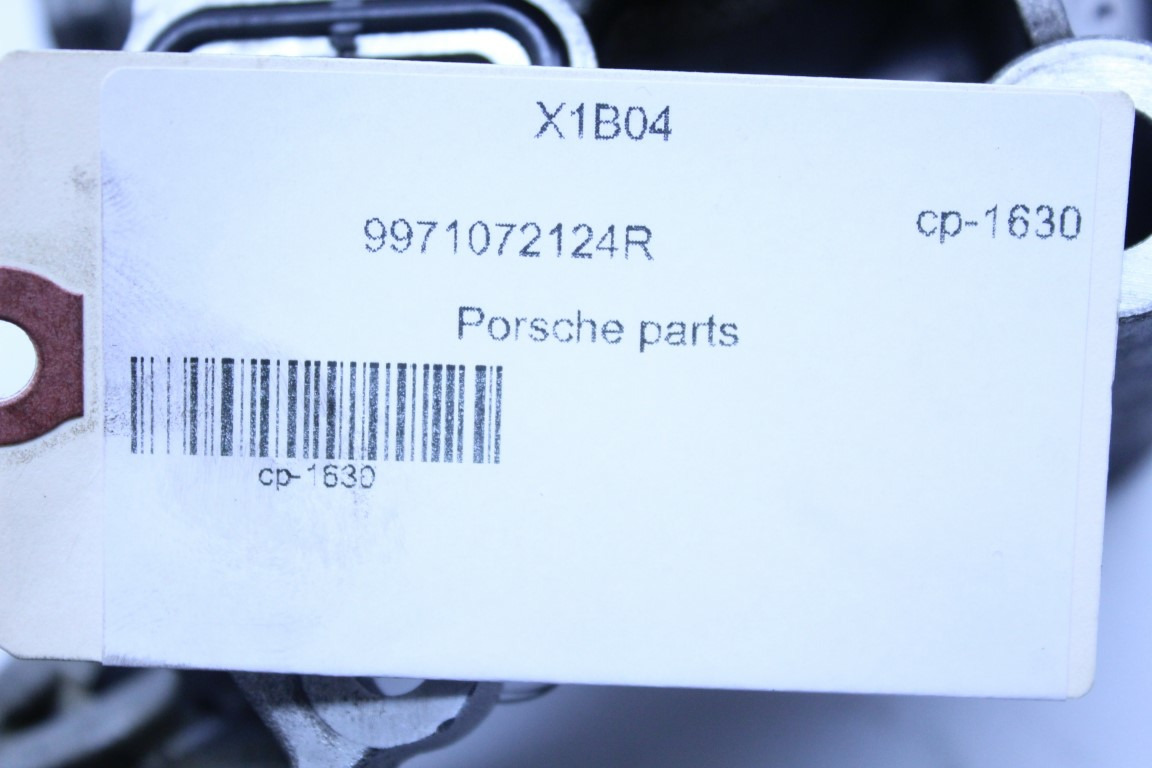 X1B04
9971072124R
cp-1630
Porsche parts
cp-1630